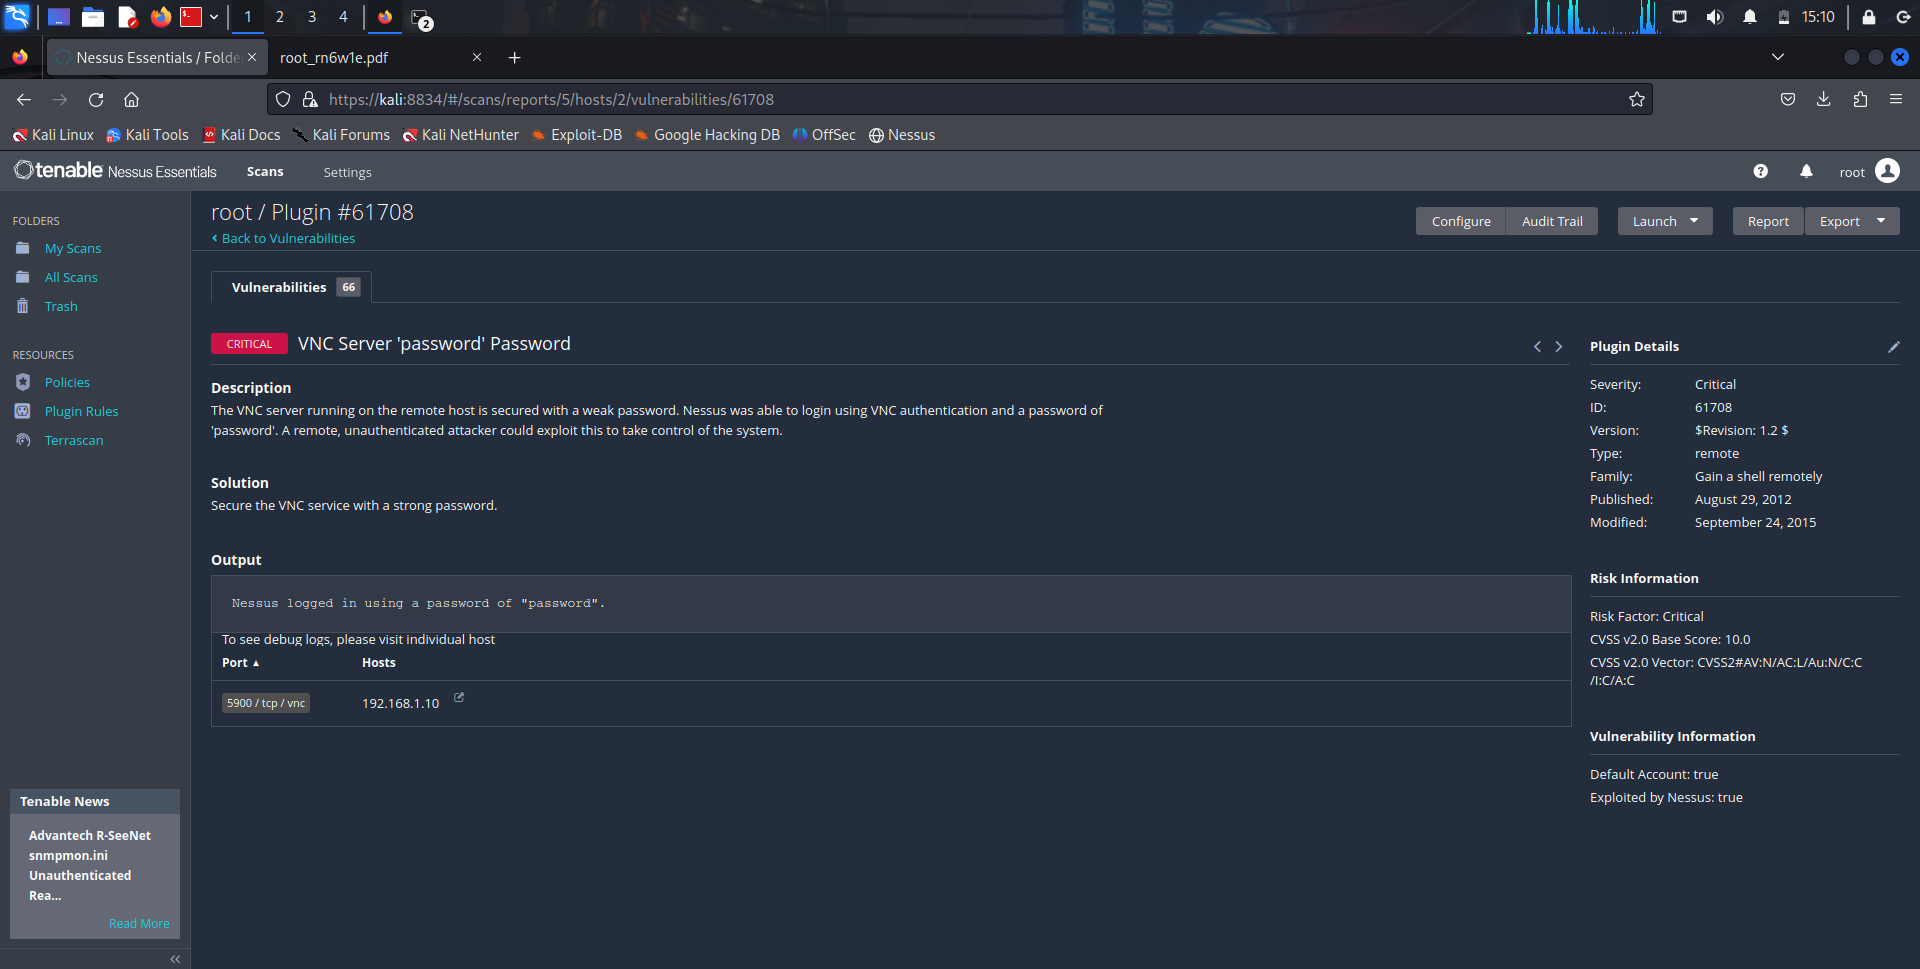 1 2 3 4 2 15:10
Nessus Essentials / Folde root_rn6w1e.pdf
https://kali:8834/#/scans/reports/5/hosts/2/vulnerabilities/61708
Kali Linux Kali Tools Kali Docs Kali Forums Kali NetHunter Exploit-DB Google Hacking DB OffSec Nessus
tenable Nessus Essentials Scans Settings root
FOLDERS
My Scans
All Scans
Trash
RESOURCES
Policies
Plugin Rules
Terrascan
Tenable News
Advantech R-SeeNet
snmpmon.ini
Unauthenticated
Rea...
Read More
root / Plugin #61708
Back to Vulnerabilities
Configure Audit Trail Launch Report Export
Vulnerabilities 66
CRITICAL VNC Server 'password' Password
Description
The VNC server running on the remote host is secured with a weak password. Nessus was able to login using VNC authentication and a password of
'password'. A remote, unauthenticated attacker could exploit this to take control of the system.
Solution
Secure the VNC service with a strong password.
Output
Nessus logged in using a password of "password".
To see debug logs, please visit individual host
Port ▲ Hosts
5900 / tcp / vnc 192.168.1.10
Plugin Details
Severity: Critical
ID: 61708
Version: $Revision: 1.2 $
Type: remote
Family: Gain a shell remotely
Published: August 29, 2012
Modified: September 24, 2015
Risk Information
Risk Factor: Critical
CVSS v2.0 Base Score: 10.0
CVSS v2.0 Vector: CVSS2#AV:N/AC:L/Au:N/C:C
/I:C/A:C
Vulnerability Information
Default Account: true
Exploited by Nessus: true